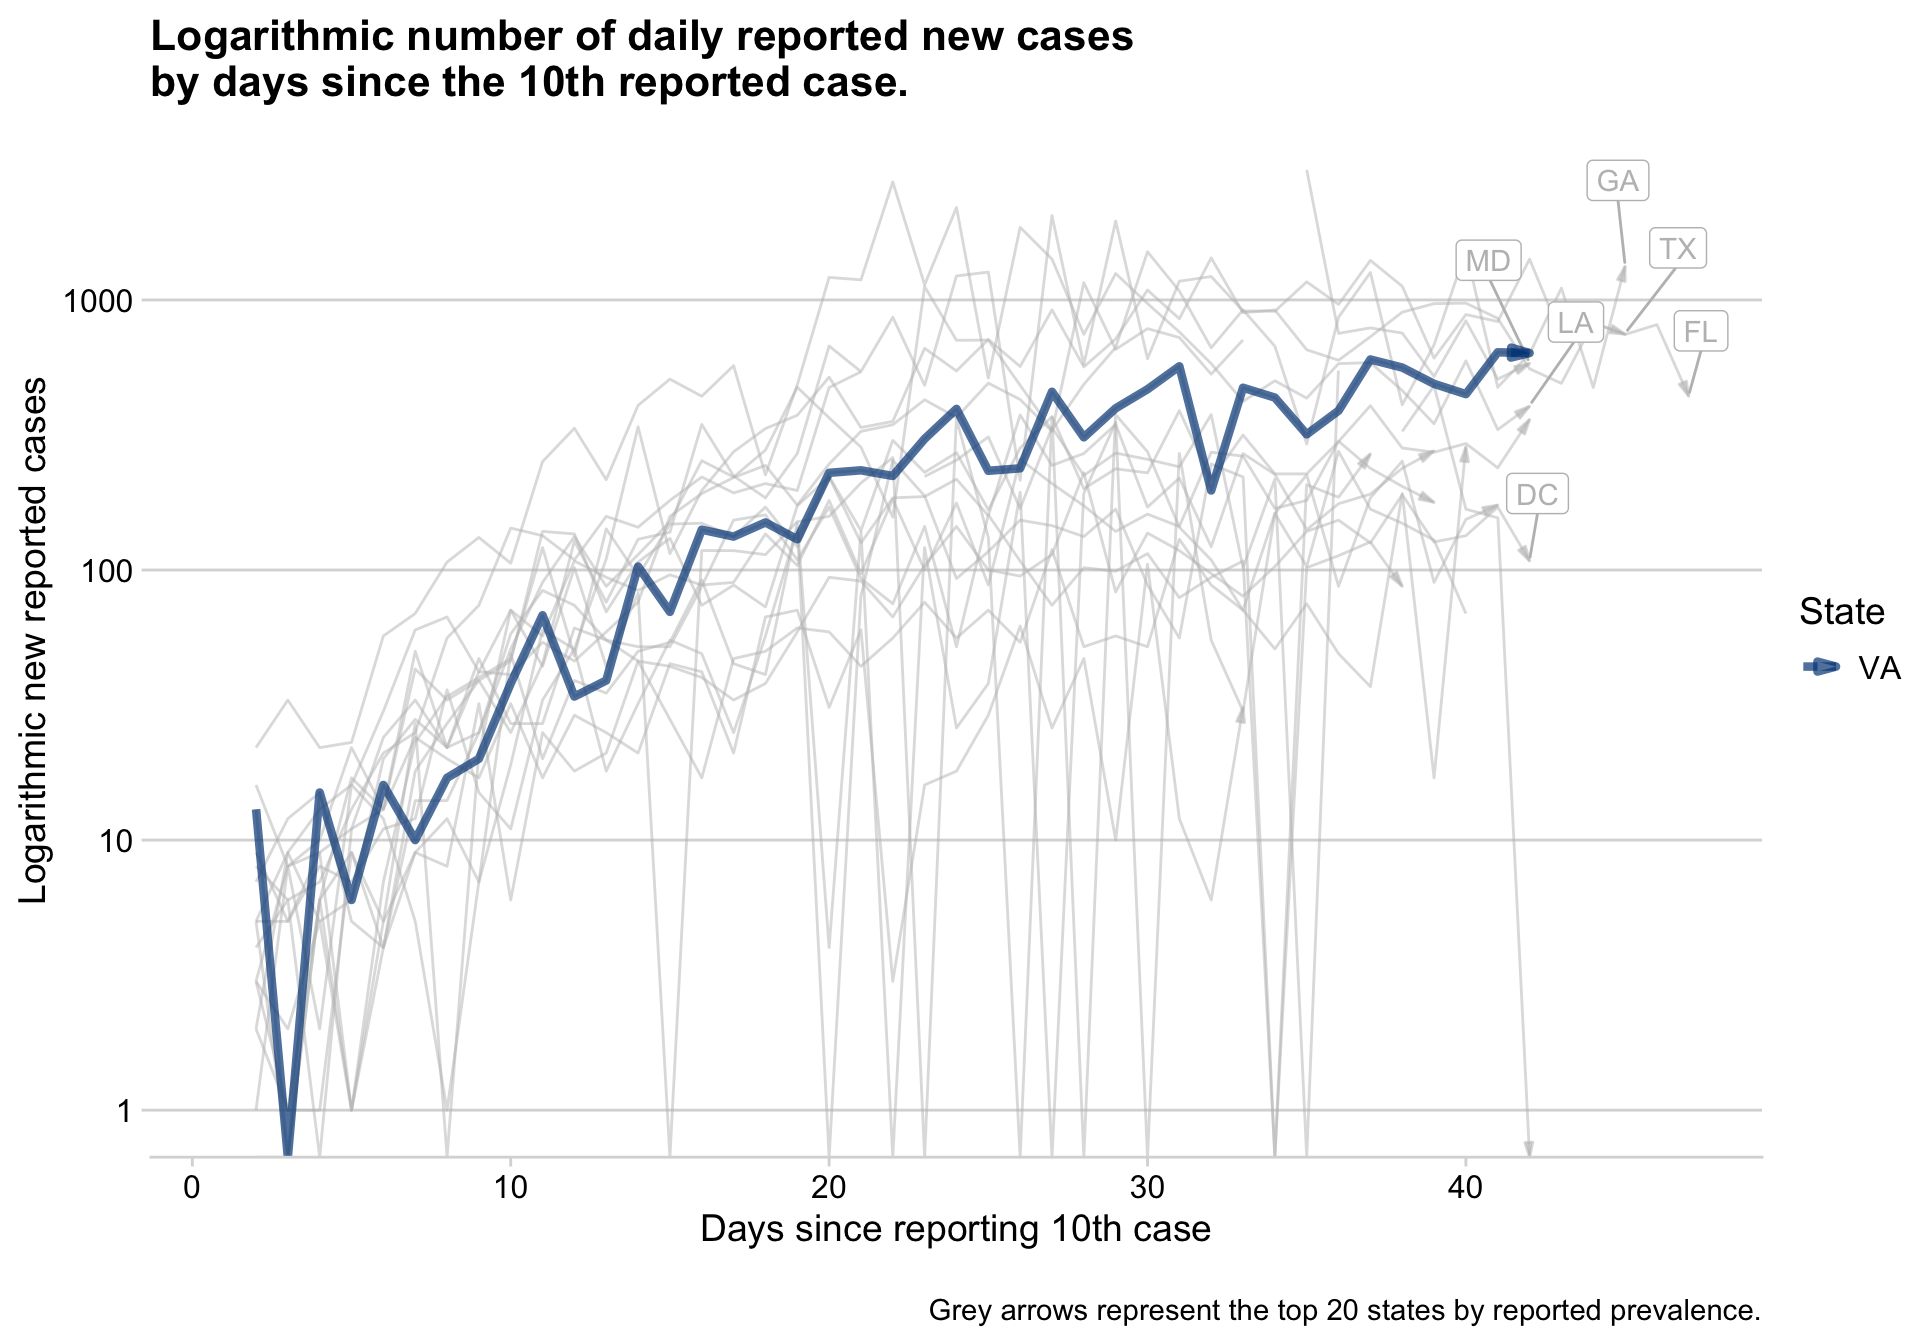 Logarithmic number of daily reported new cases
by days since the 10th reported case.
GA
TX
MD
1000
LA
FL
Logarithmic new reported cases
DC
100
State
VA
10
1
0
10
20
30
40
Days since reporting 10th case
Grey arrows represent the top 20 states by reported prevalence.